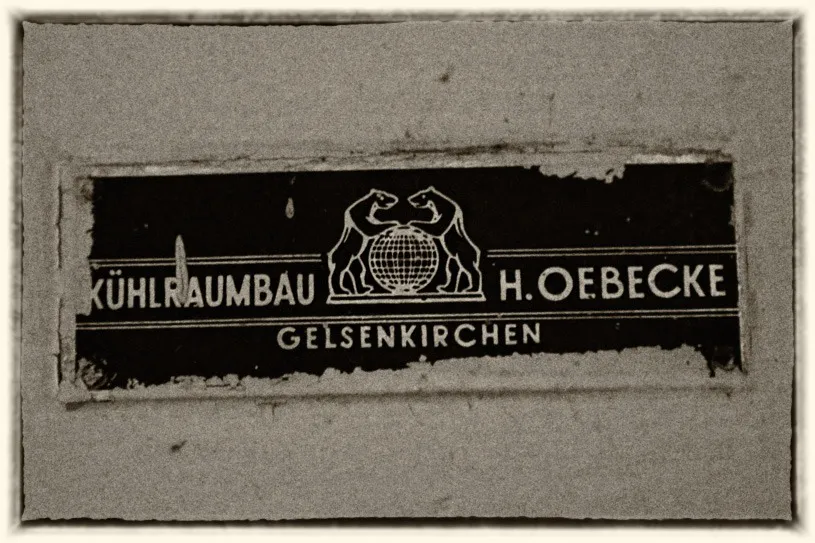 KÜHLRAUMBAU H. OEBECKE
GELSENKIRCHEN